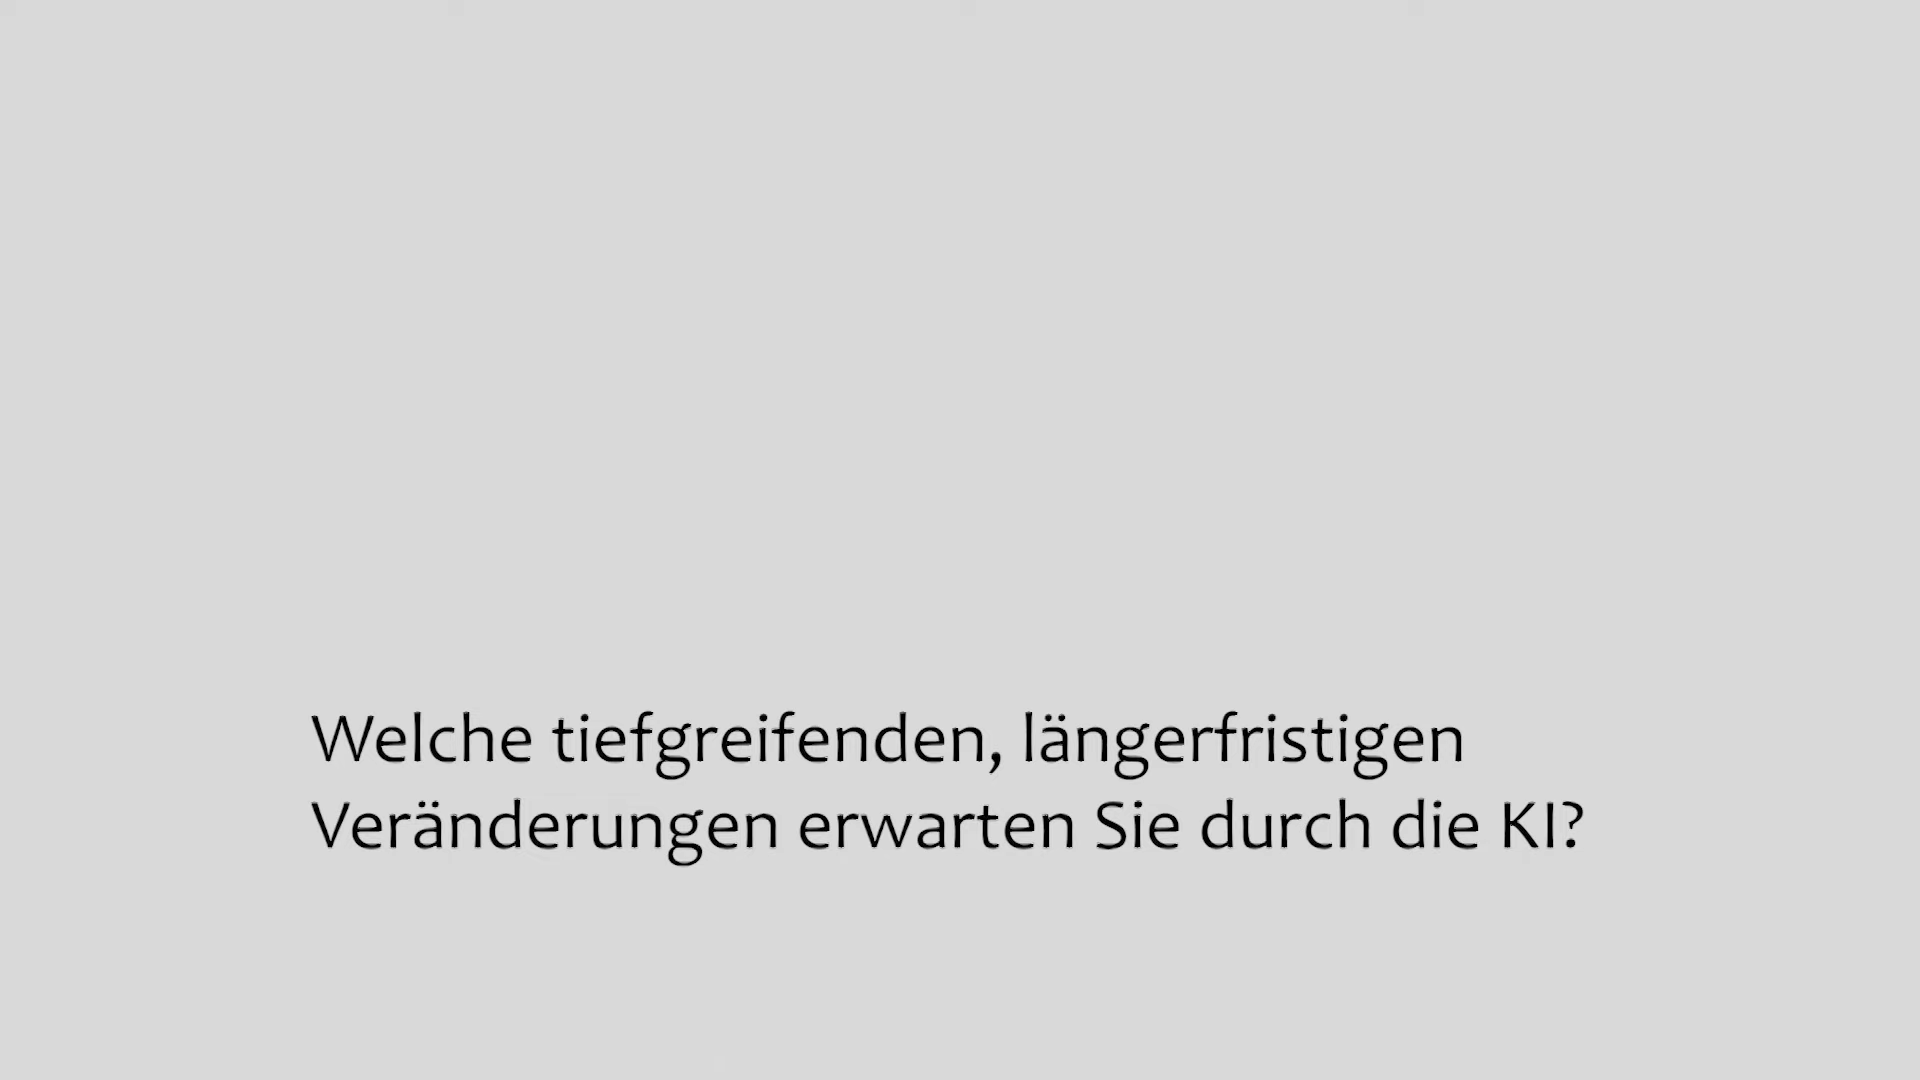 Welche tiefgreifenden, längerfristigen
Veränderungen erwarten Sie durch die KI?